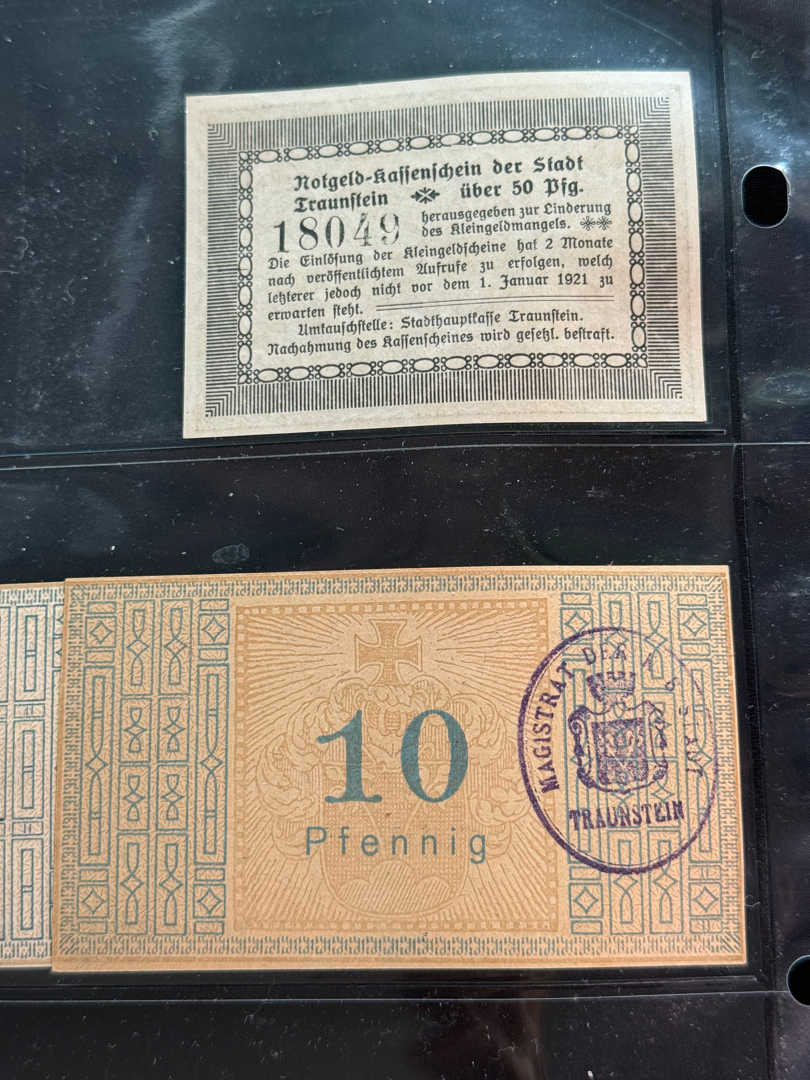 Notgeld-Kassenschein der Stadt
Traunstein über 50 Pfg.
18049 herausgegeben zur Linderung
des Kleingeldmangels.
Die Einlösung der Kleingeldscheine hat 2 Monate
nach veröffentlichtem Aufrufe zu erfolgen, welch
letzterer jedoch nicht vor dem 1. Januar 1921 zu
erwarten steht.
Umtauschstelle: Stadthauptkasse Traunstein.
Nachahmung des Kassenscheines wird gesetzl. bestraft.
10
Pfennig
MAGISTRAT DER
TRAUNSTEIN